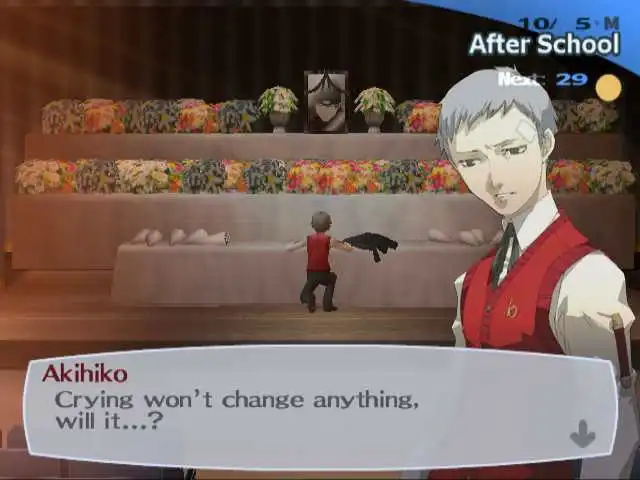 10/ 5·M
After School
Next: 29
Akihiko
Crying won't change anything,
will it...?